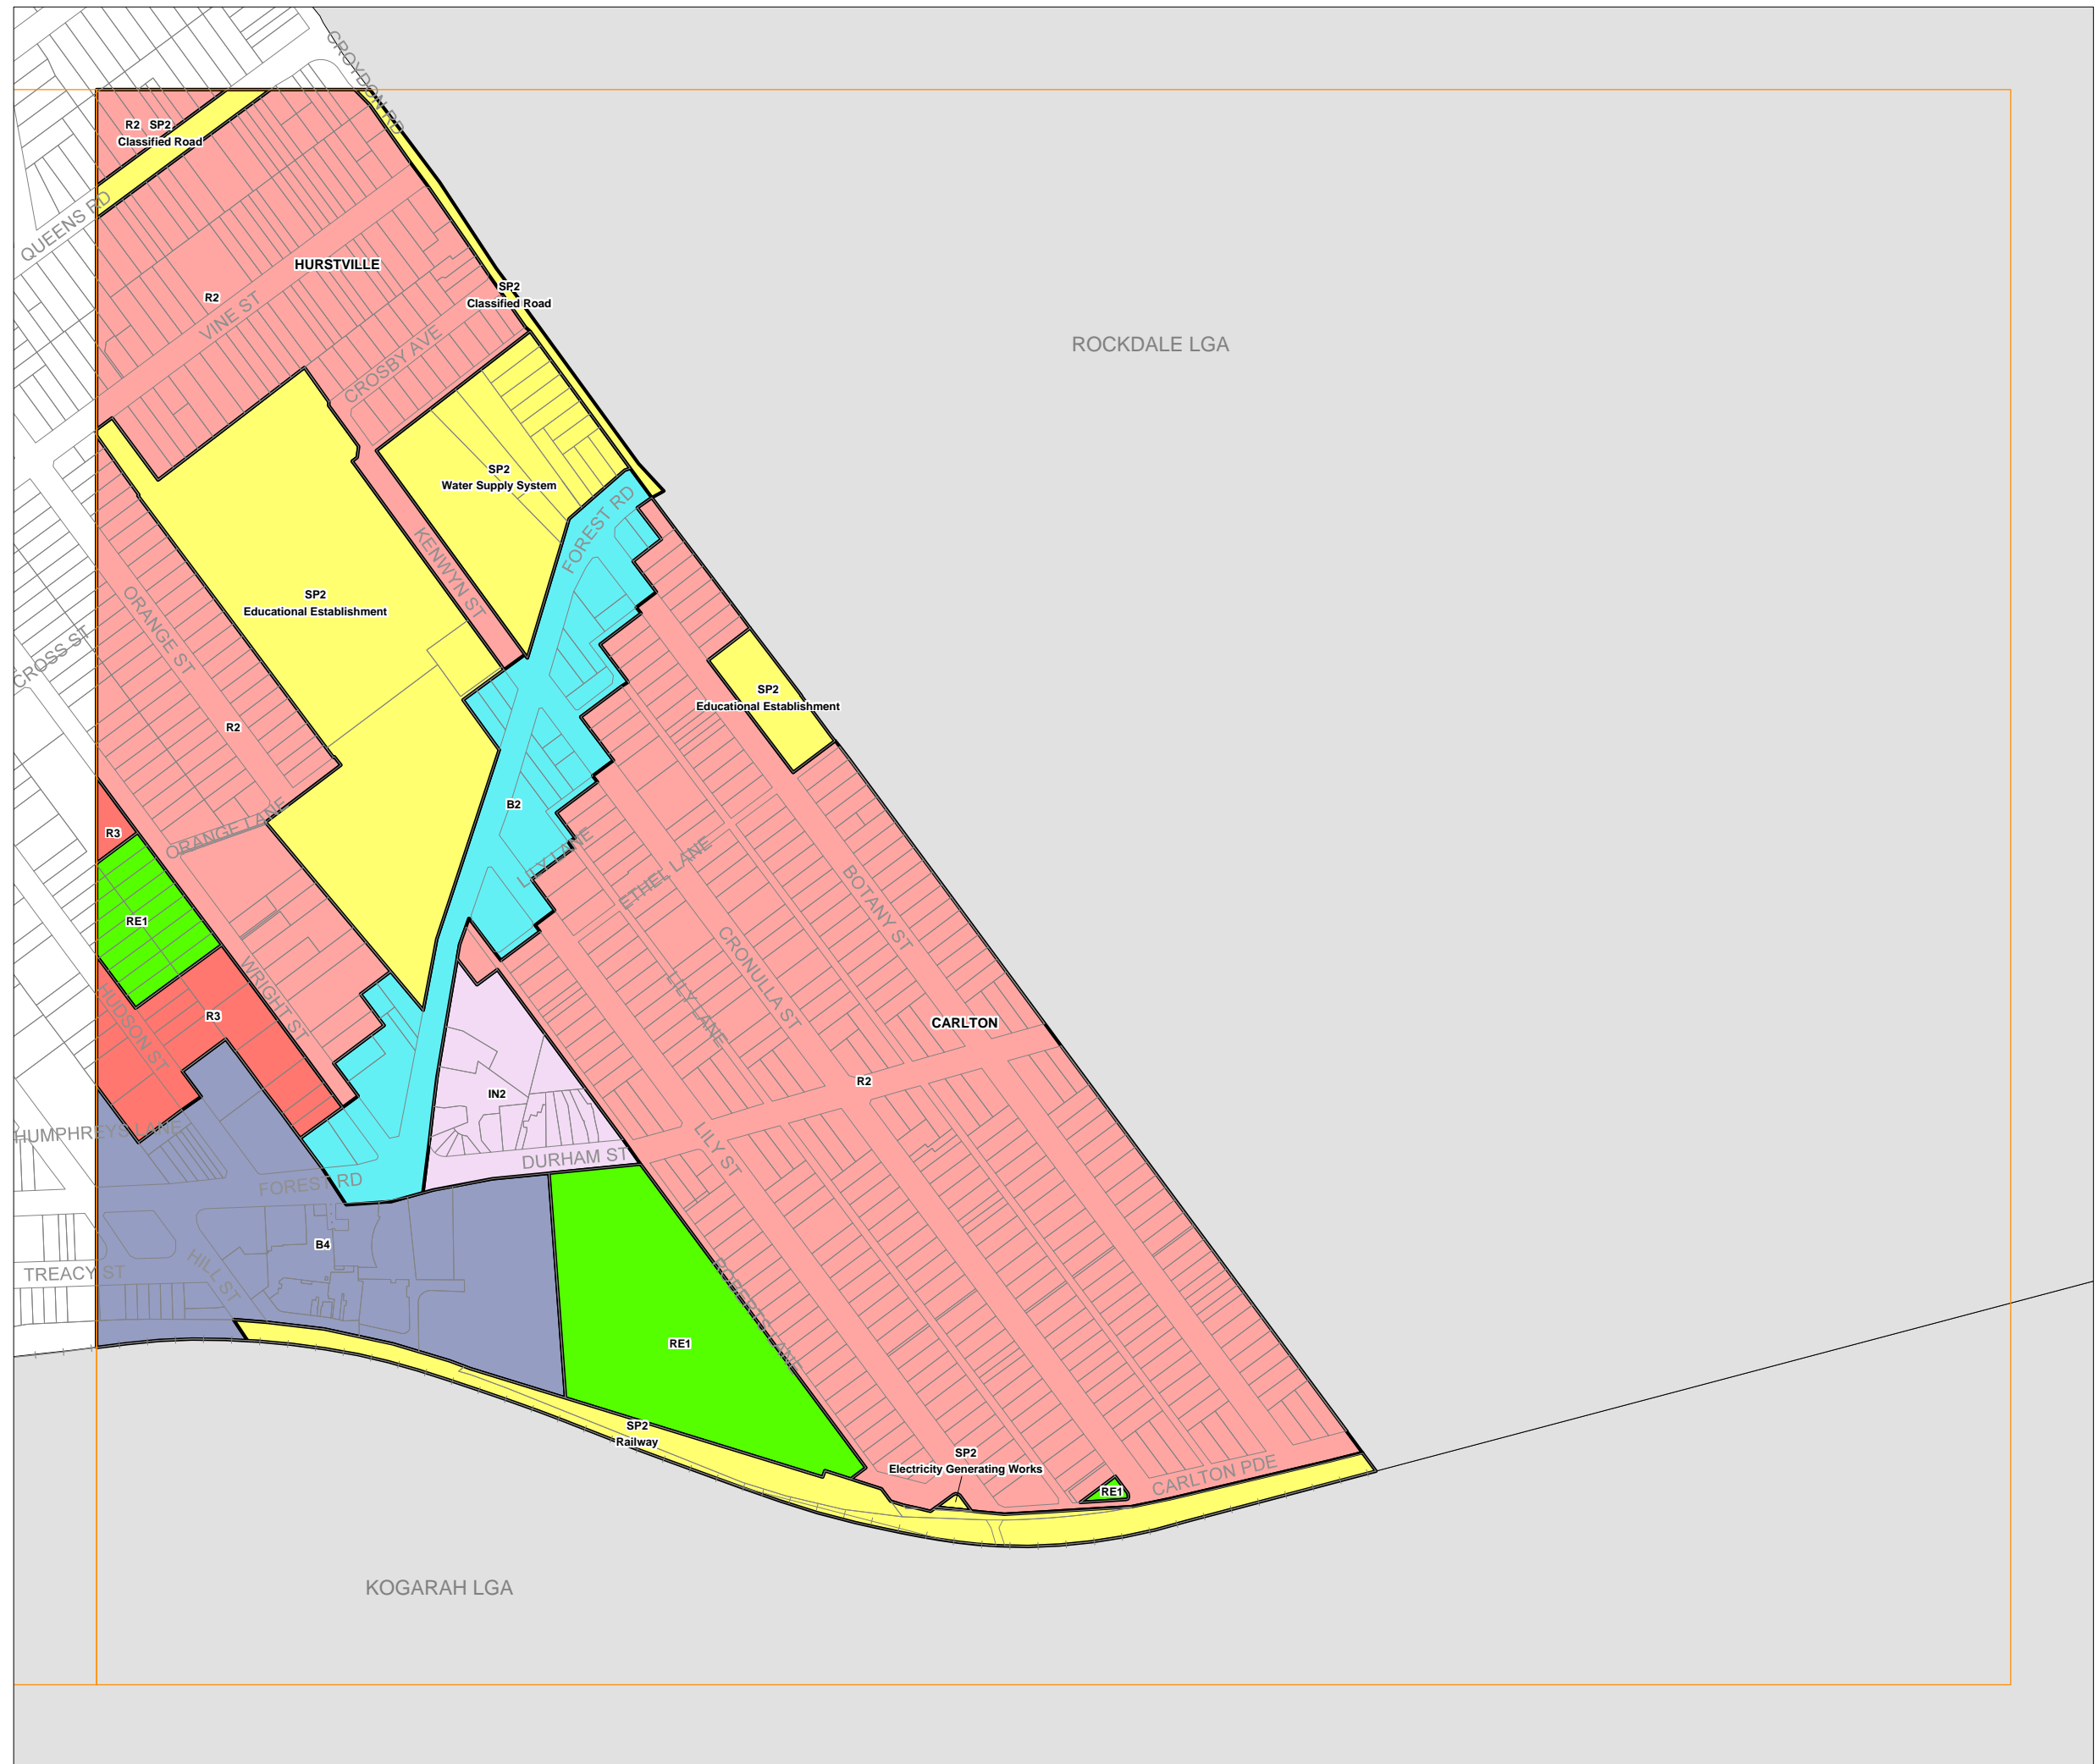 CROYDON RD
R2 SP2
Classified Road
QUEENS RD
HURSTVILLE
SP2
Classified Road
R2
VINE ST
ROCKDALE LGA
CROSBY AVE
SP2
Water Supply System
FOREST RD
KENWYN ST
SP2
Educational Establishment
ORANGE ST
CROSS ST
SP2
Educational Establishment
R2
B2
R3
ORANGE LANE
LILY LANE
ETHEL LANE
BOTANY ST
RE1
CRONULLA ST
WRIGHT ST
HUDSON ST
LILY LANE
R3
CARLTON
R2
IN2
HUMPHREYS LANE
LILY ST
DURHAM ST
FOREST RD
B4
HILL ST
TREACY ST
ROBERTS LANE
RE1
SP2
Railway
SP2
Electricity Generating Works
CARLTON PDE
RE1
KOGARAH LGA